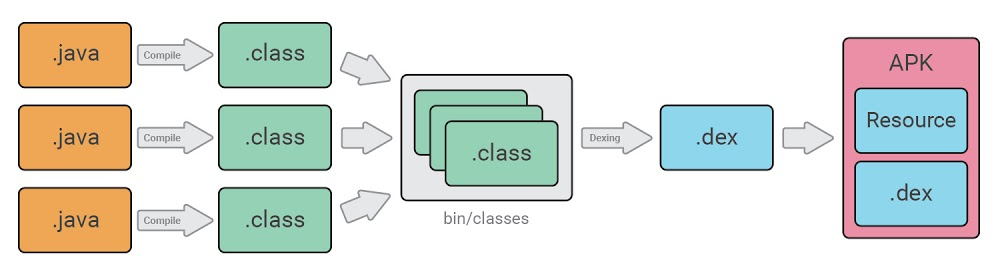 .java
Compile
.class
.java
Compile
.class
.java
Compile
.class
.class
bin/classes
Dexing
.dex
APK
Resource
.dex